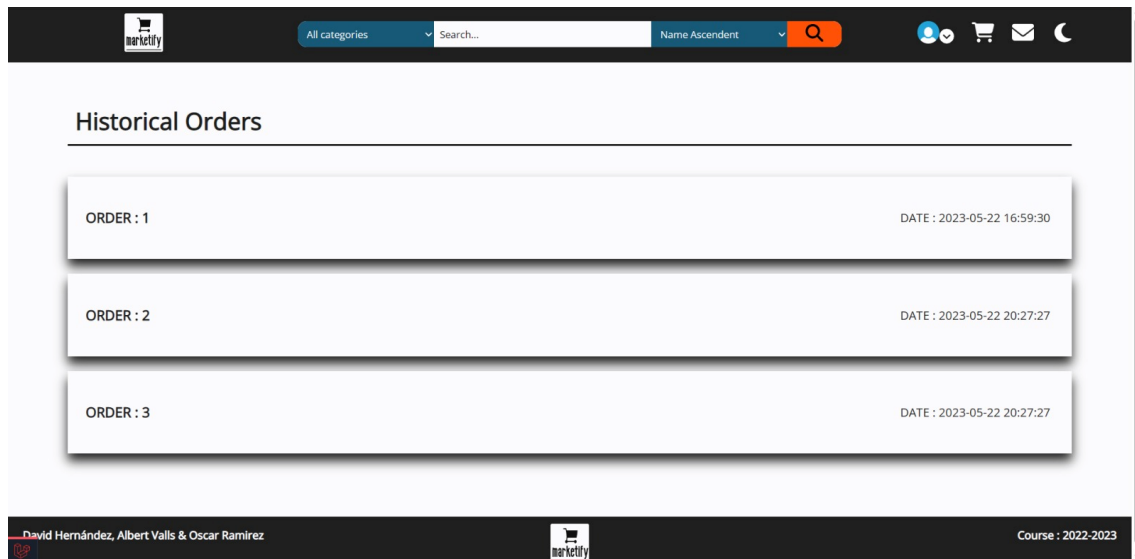 marketify
All categories
Search...
Name Ascendent
Historical Orders
ORDER : 1
DATE : 2023-05-22 16:59:30
ORDER : 2
DATE : 2023-05-22 20:27:27
ORDER : 3
DATE : 2023-05-22 20:27:27
David Hernández, Albert Valls & Oscar Ramirez
marketify
Course : 2022-2023